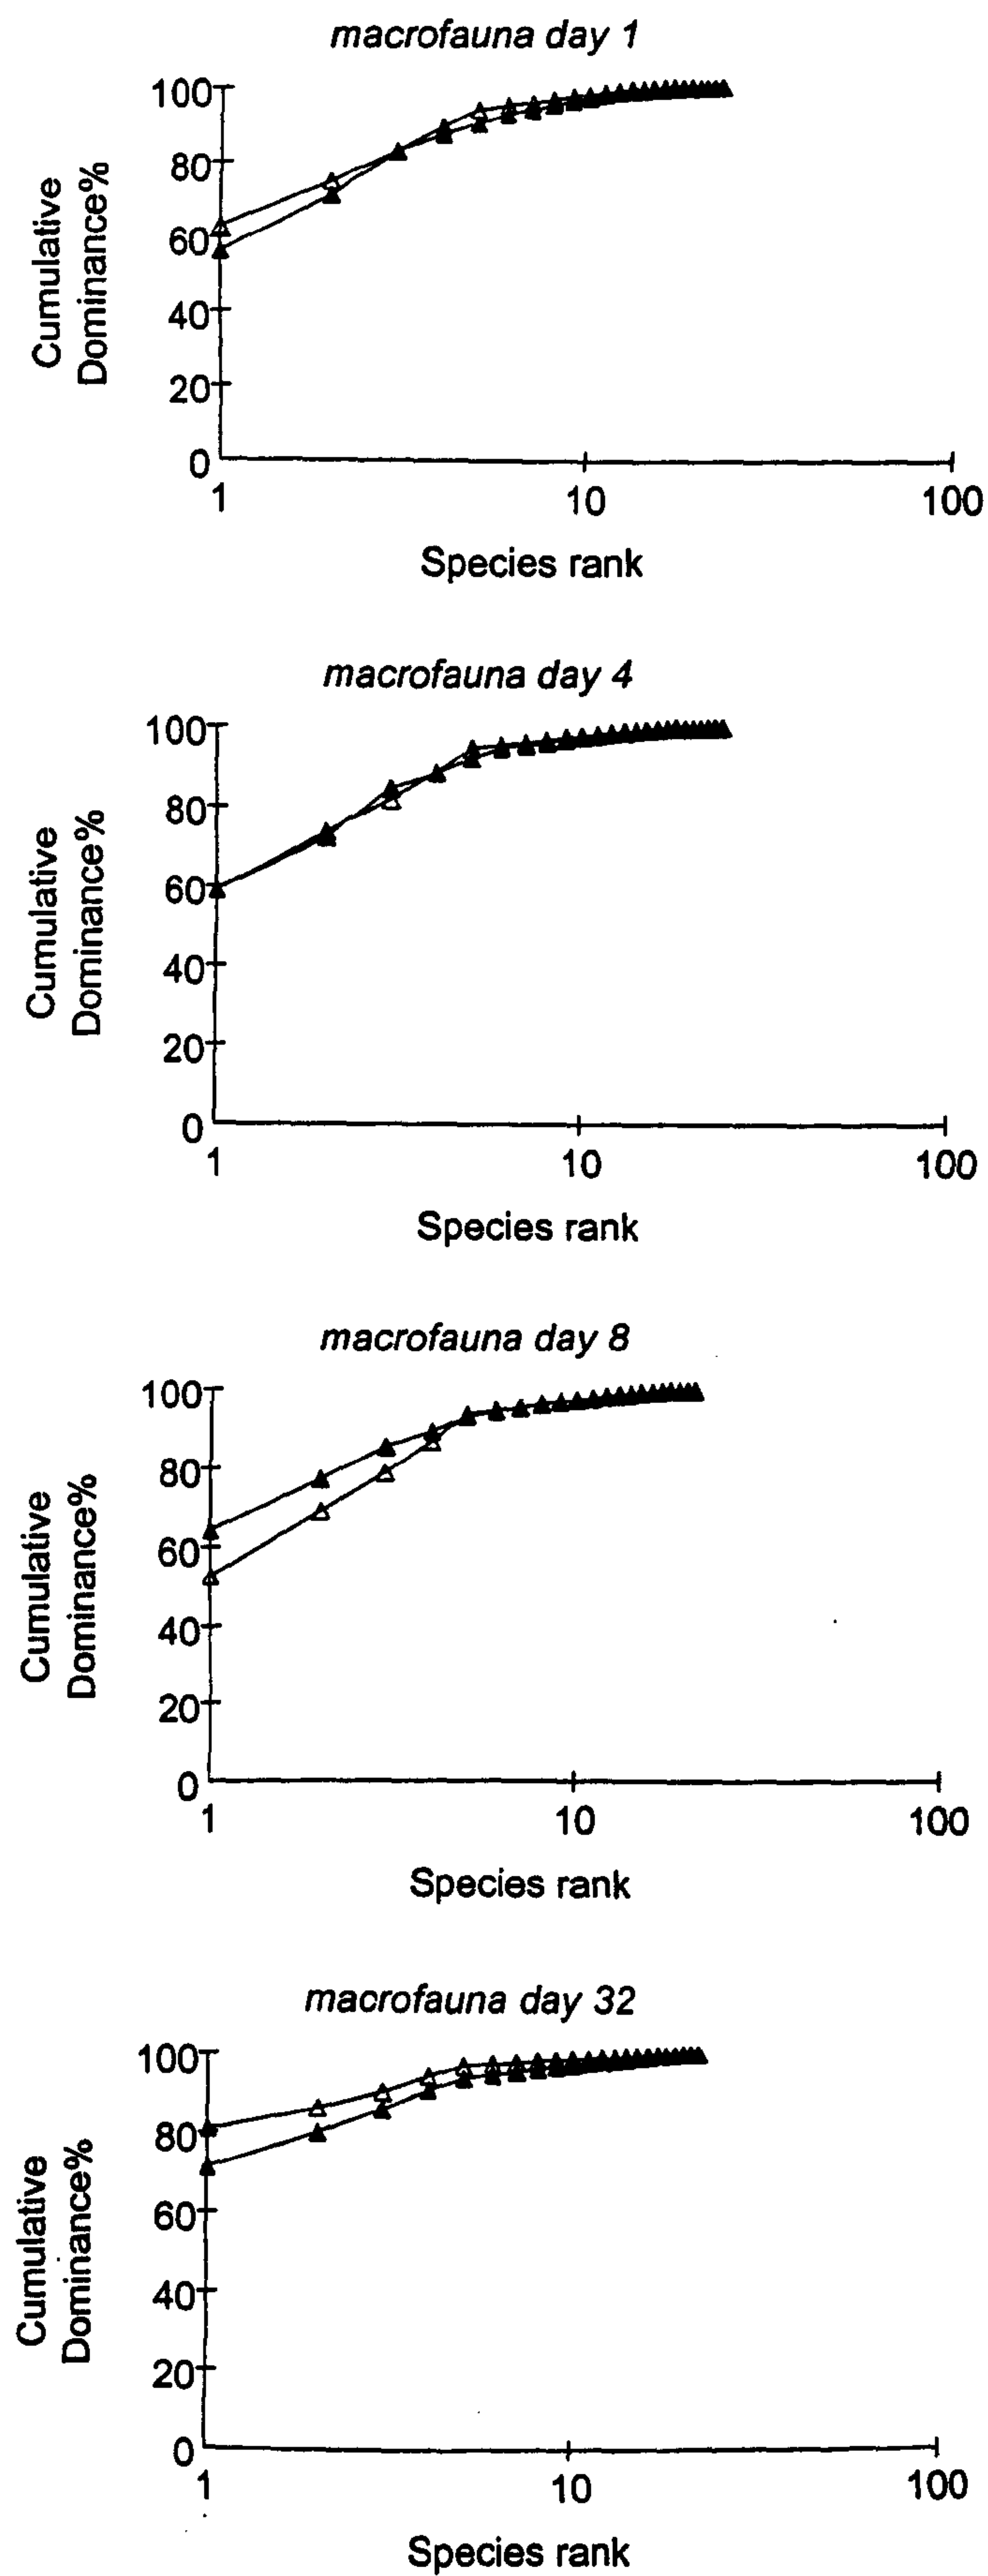 macrofauna day 1
Cumulative
Dominance%
100
80
60
40
20
0
1
10
100
Species rank
macrofauna day 4
Cumulative
Dominance%
100
80
60
40
20
0
1
10
100
Species rank
macrofauna day 8
Cumulative
Dominance%
100
80
60
40
20
0
1
10
100
Species rank
macrofauna day 32
Cumulative
Dominance%
100
80
60
40
20
0
1
10
100
Species rank